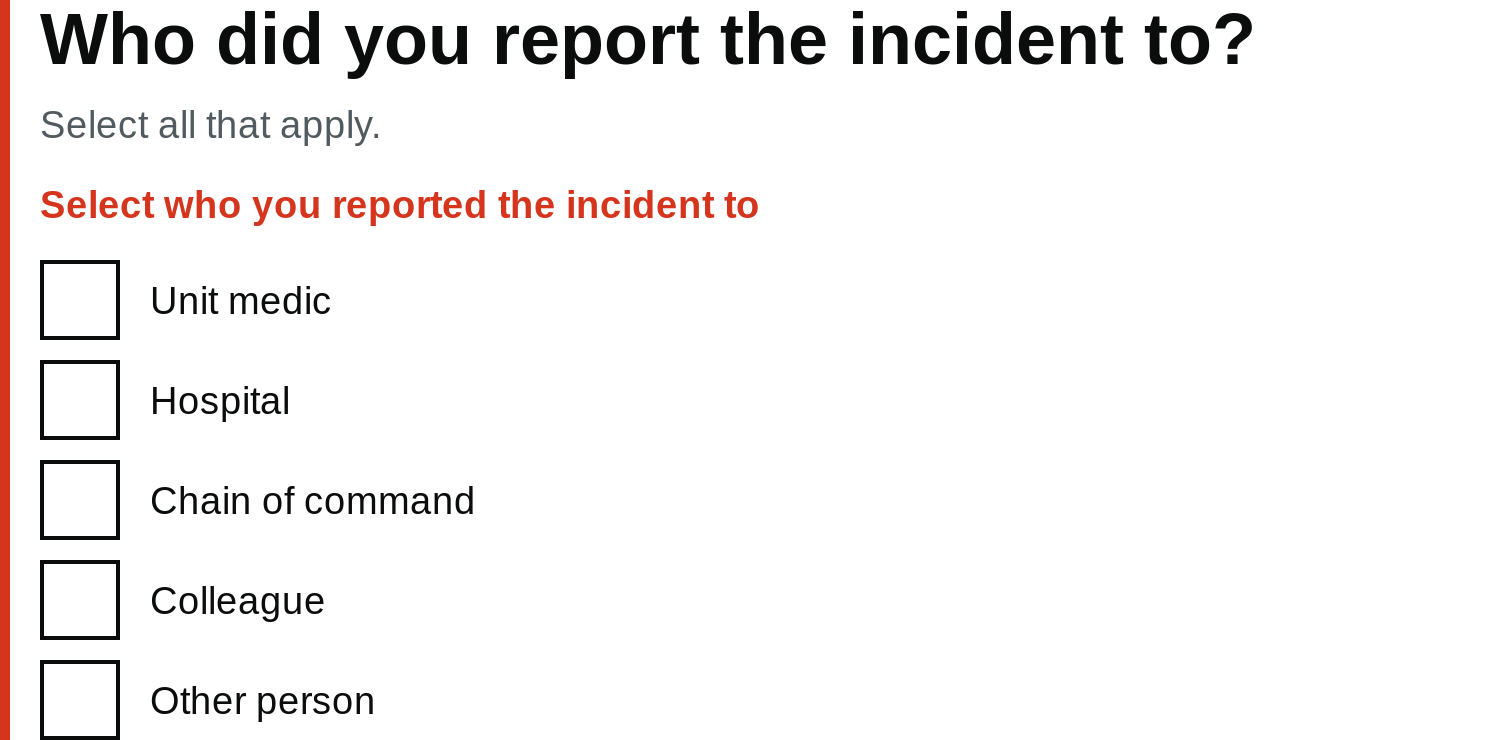 Who did you report the incident to?
Select all that apply.
Select who you reported the incident to
Unit medic
Hospital
Chain of command
Colleague
Other person